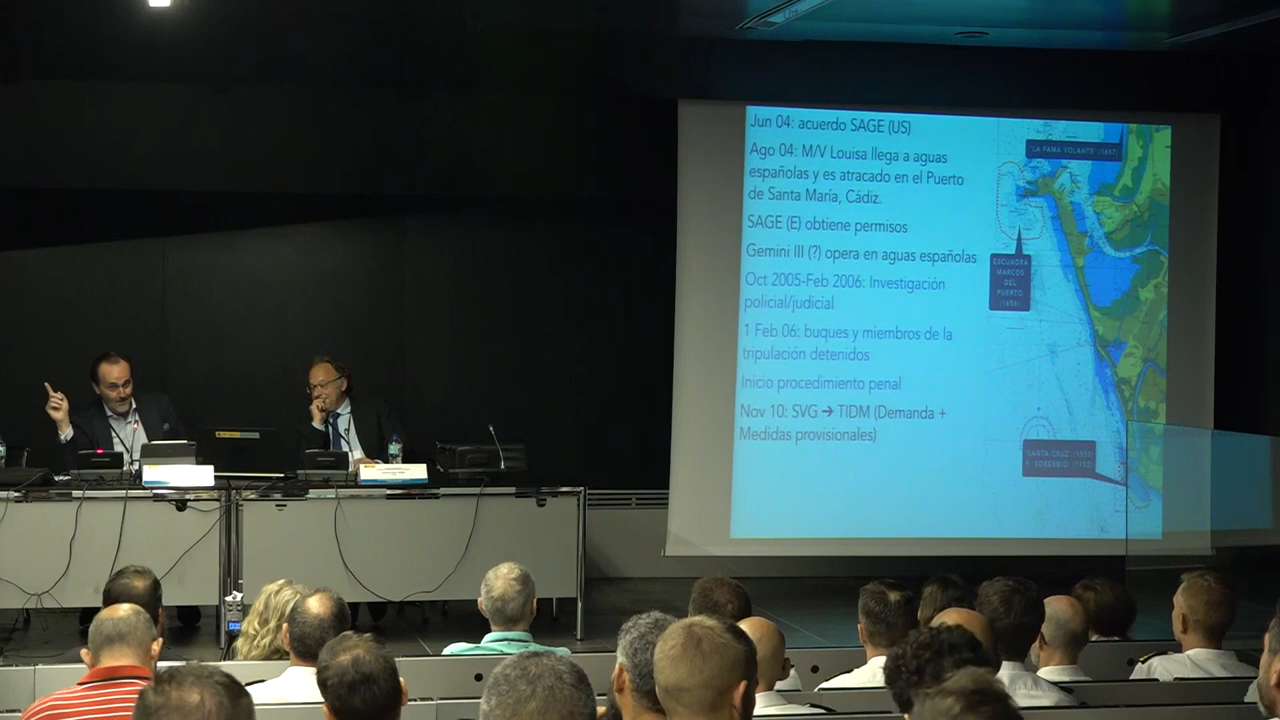 Jun 04: acuerdo SAGE (US)
Ago 04: M/V Louisa llega a aguas
españolas y es atracado en el Puerto
de Santa María, Cádiz.
SAGE (E) obtiene permisos
Gemini III (?) opera en aguas españolas
Oct 2005-Feb 2006: Investigación
policial/judicial
1 Feb 06: buques y miembros de la
tripulación detenidos
Inicio procedimiento penal
Nov 10: SVG → TIDM (Demanda +
Medidas provisionales)
"LA FAMA VOLANTE"
ESCUADRA
MARCOS
DEL
PUERTO
"SANTA CRUZ"
Y